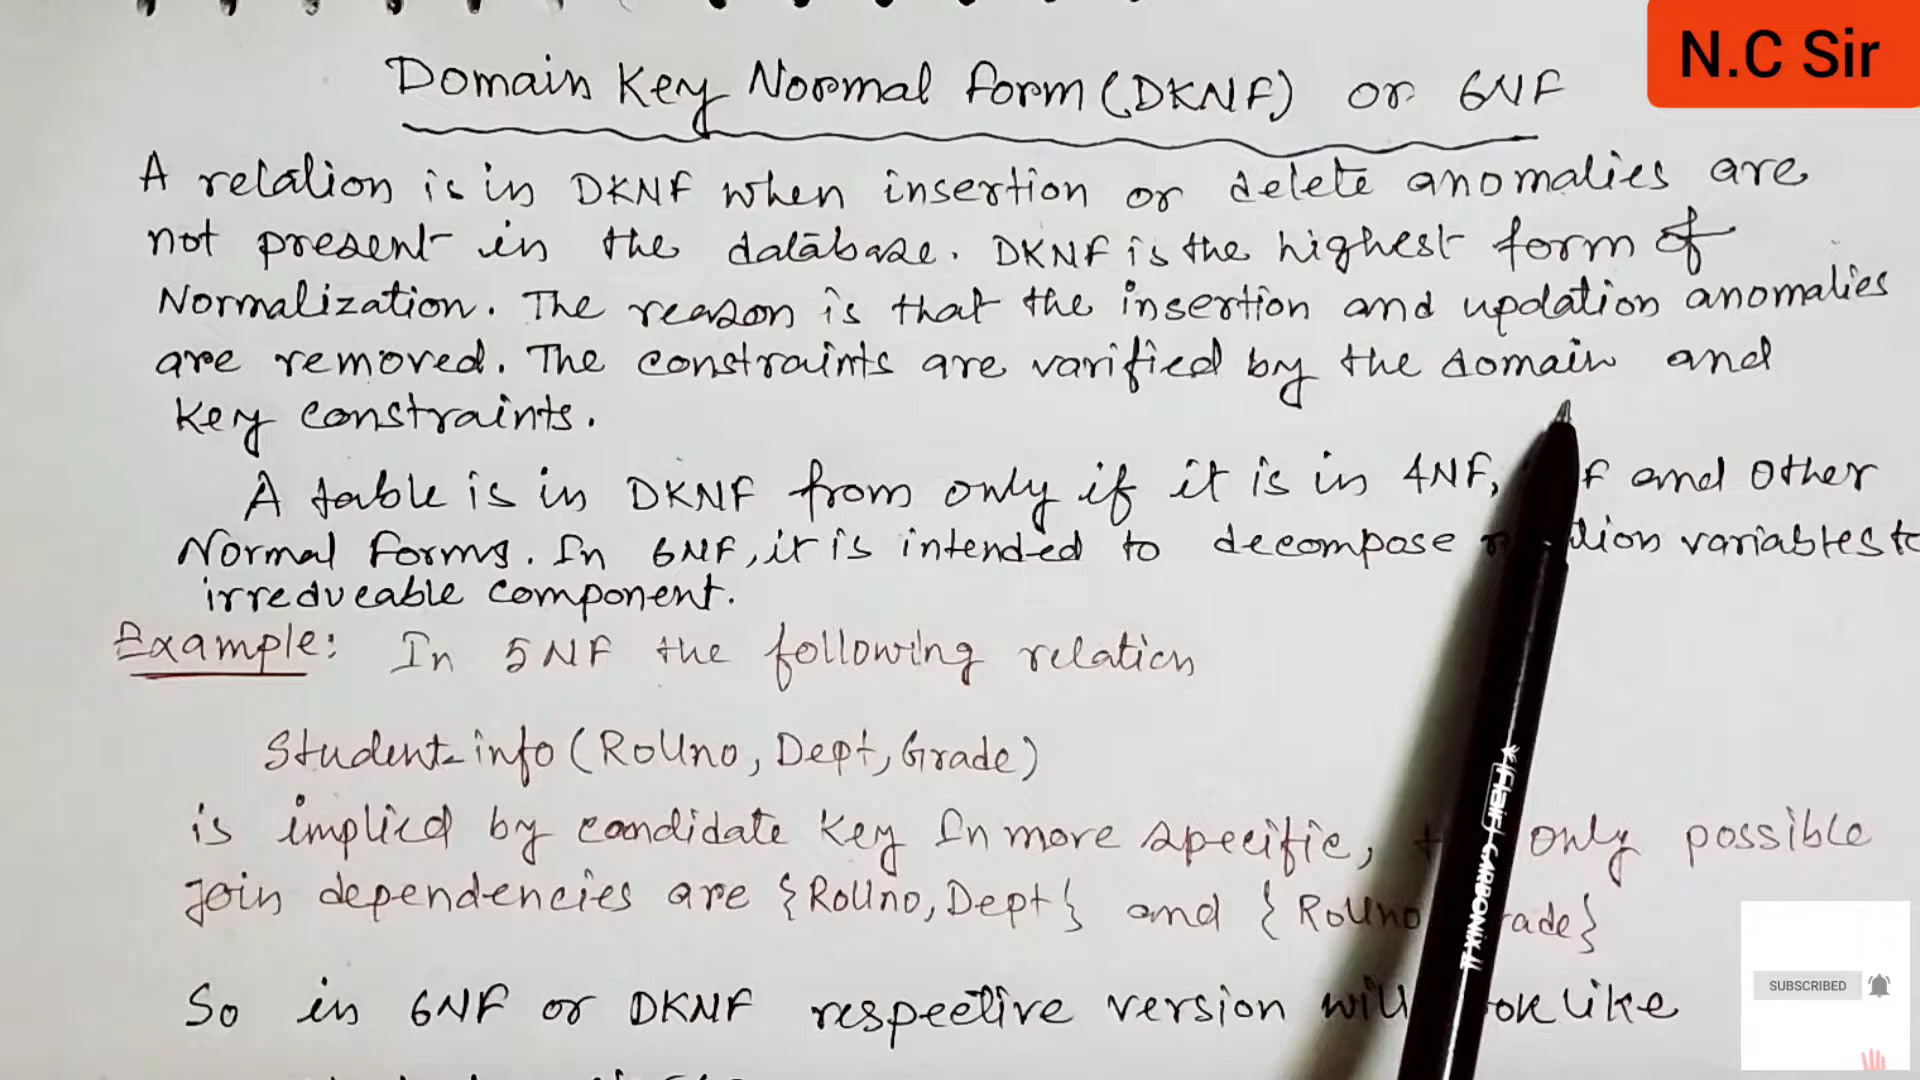 N.C Sir
Domain Key Normal Form (DKNF) or 6NF
A relation is in DKNF when insertion or delete anomalies are
not present in the database. DKNF is the highest form of
Normalization. The reason is that the insertion and updation anomalies
are removed. The constraints are varified by the domain and
Key constraints.
A table is in DKNF from only if it is in 4NF, and Other
Normal Forms. In 6NF, it is intended to decompose variables to
irredueable component.
Example: In 5NF the following relation
Student-info (Rollno, Dept, Grade)
is implied by candidate key In more specific, only possible
Join dependencies are {Rollno, Dept} and {Rollno
So in 6NF or DKNF respective version will like
SUBSCRIBED